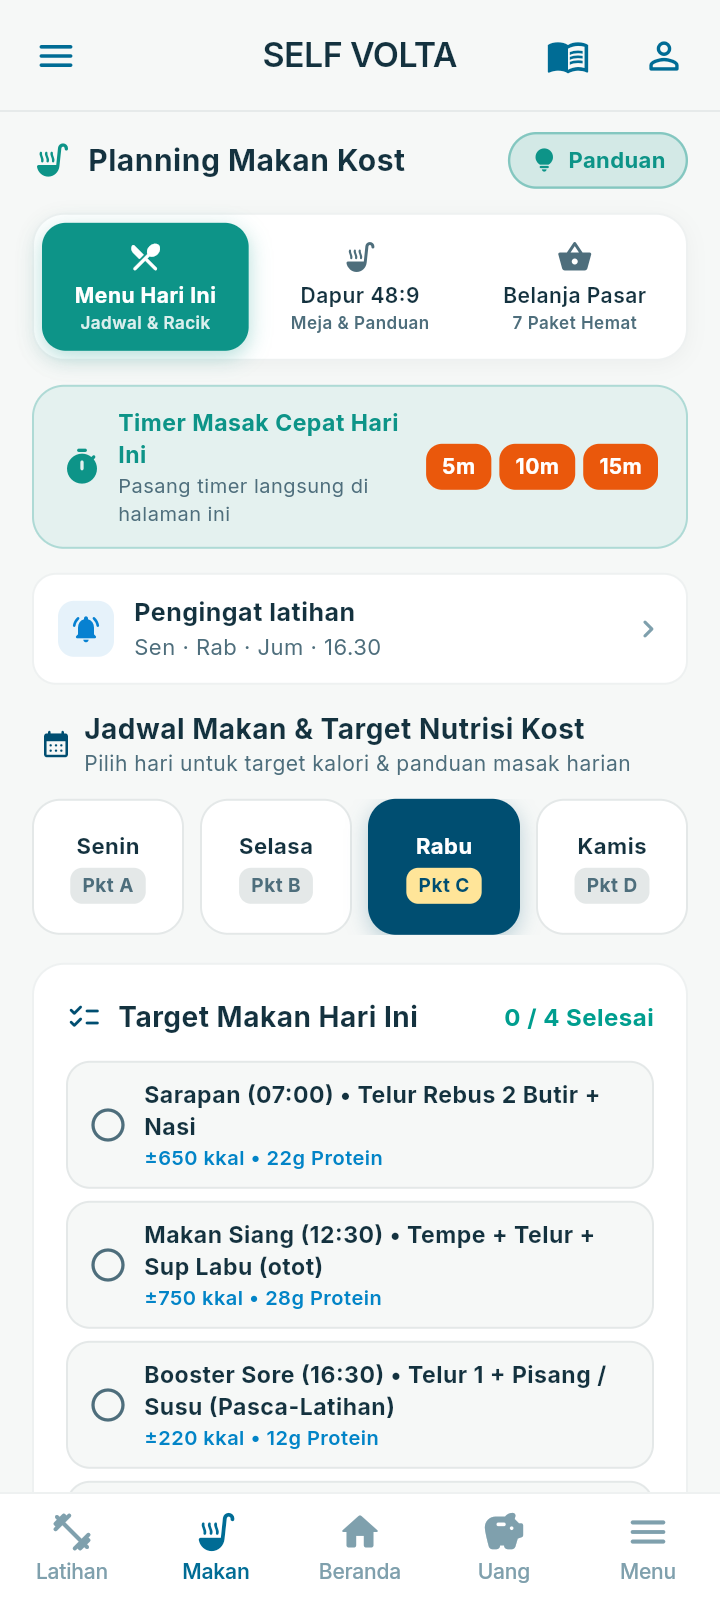 SELF VOLTA
Planning Makan Kost
Panduan
Menu Hari Ini
Jadwal & Racik
Dapur 48:9
Meja & Panduan
Belanja Pasar
7 Paket Hemat
Timer Masak Cepat Hari
Ini
Pasang timer langsung di
halaman ini
5m
10m
15m
Pengingat latihan
Sen · Rab · Jum · 16.30
Jadwal Makan & Target Nutrisi Kost
Pilih hari untuk target kalori & panduan masak harian
Senin
Pkt A
Selasa
Pkt B
Rabu
Pkt C
Kamis
Pkt D
Target Makan Hari Ini
0 / 4 Selesai
Sarapan (07:00) • Telur Rebus 2 Butir +
Nasi
±650 kkal • 22g Protein
Makan Siang (12:30) • Tempe + Telur +
Sup Labu (otot)
±750 kkal • 28g Protein
Booster Sore (16:30) • Telur 1 + Pisang /
Susu (Pasca-Latihan)
±220 kkal • 12g Protein
Latihan
Makan
Beranda
Uang
Menu